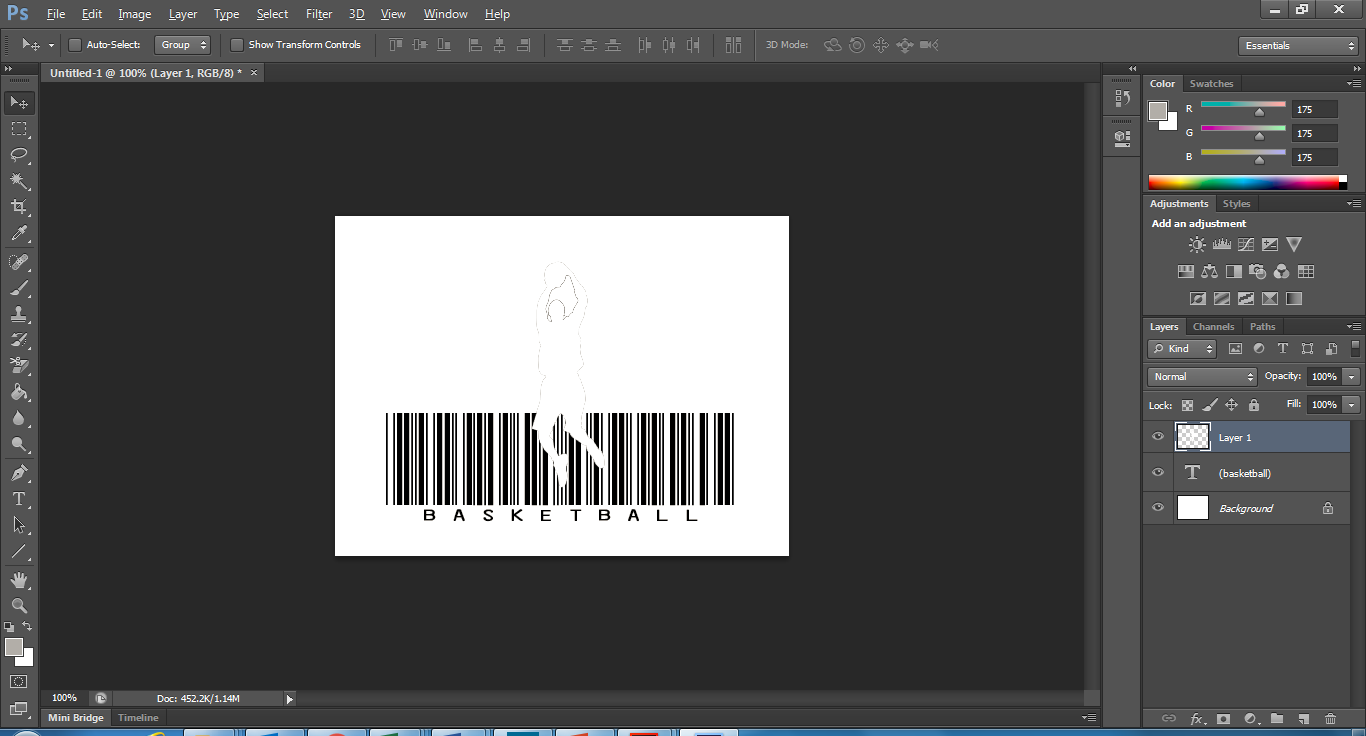 Ps File Edit Image Layer Type Select Filter 3D View Window Help
Auto-Select: Group Show Transform Controls 3D Mode: Essentials
Untitled-1 @ 100% (Layer 1, RGB/8) * ×
Color Swatches
R 175
G 175
B 175
Adjustments Styles
Add an adjustment
Layers Channels Paths
Kind
Normal Opacity: 100%
Lock: Fill: 100%
Layer 1
T (basketball)
Background
BASKETBALL
100% Doc: 452.2K/1.14M
Mini Bridge Timeline